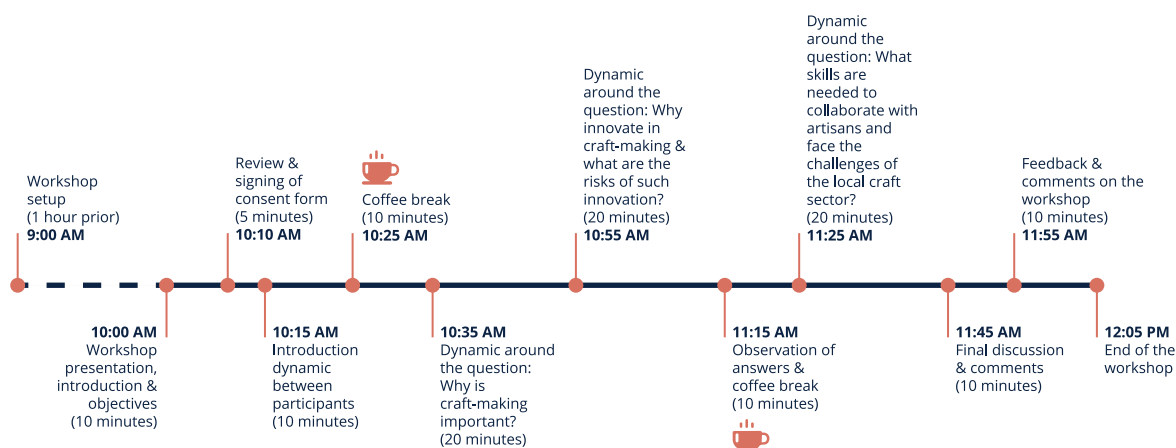 Workshop
setup
(1 hour prior)
9:00 AM
10:00 AM
Workshop
presentation,
introduction &
objectives
(10 minutes)
Review &
signing of
consent form
(5 minutes)
10:10 AM
10:15 AM
Introduction
dynamic
between
participants
(10 minutes)
Coffee break
(10 minutes)
10:25 AM
10:35 AM
Dynamic around
the question:
Why is
craft-making
important?
(20 minutes)
Dynamic
around the
question: Why
innovate in
craft-making &
what are the
risks of such
innovation?
(20 minutes)
10:55 AM
11:15 AM
Observation of
answers &
coffee break
(10 minutes)
Dynamic
around the
question: What
skills are
needed to
collaborate with
artisans and
face the
challenges of
the local craft
sector?
(20 minutes)
11:25 AM
11:45 AM
Final discussion
& comments
(10 minutes)
Feedback &
comments on the
workshop
(10 minutes)
11:55 AM
12:05 PM
End of the
workshop